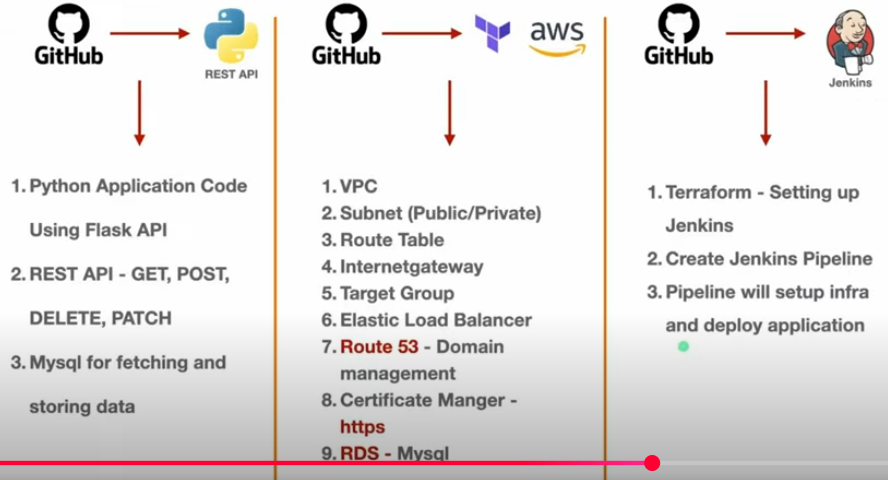 GitHub
REST API
1. Python Application Code
Using Flask API
2. REST API - GET, POST,
DELETE, PATCH
3. Mysql for fetching and
storing data
GitHub
aws
1. VPC
2. Subnet (Public/Private)
3. Route Table
4. Internetgateway
5. Target Group
6. Elastic Load Balancer
7. Route 53 - Domain
management
8. Certificate Manger -
https
9. RDS - Mysql
GitHub
Jenkins
1. Terraform - Setting up
Jenkins
2. Create Jenkins Pipeline
3. Pipeline will setup infra
and deploy application